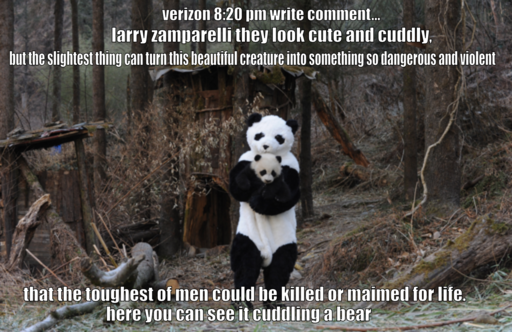 verizon 8:20 pm write comment...
larry zamparelli they look cute and cuddly,
but the slightest thing can turn this beautiful creature into something so dangerous and violent
that the toughest of men could be killed or maimed for life.
here you can see it cuddling a bear